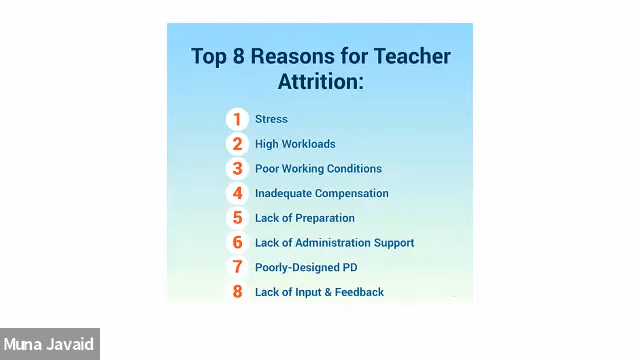 Top 8 Reasons for Teacher
Attrition:
1 Stress
2 High Workloads
3 Poor Working Conditions
4 Inadequate Compensation
5 Lack of Preparation
6 Lack of Administration Support
7 Poorly-Designed PD
8 Lack of Input & Feedback
Muna Javaid